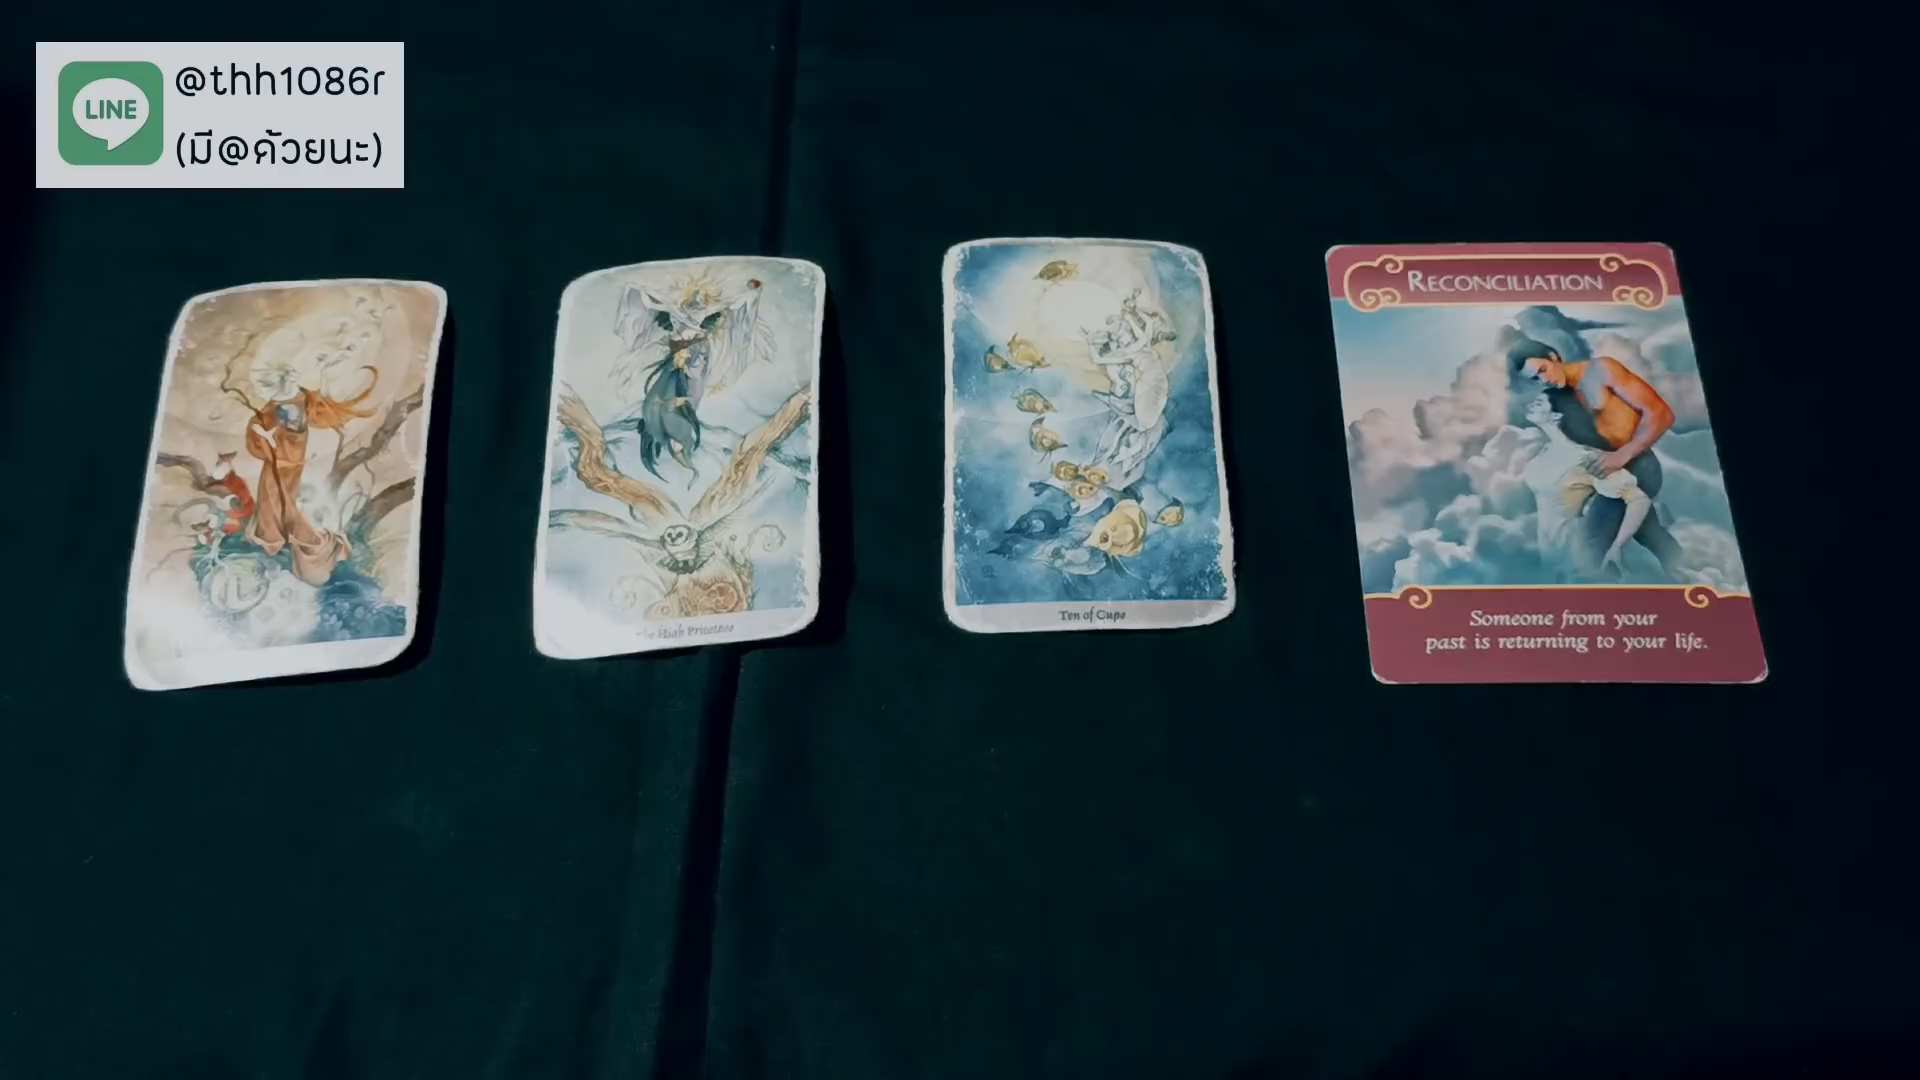 LINE
@thh1086r
(มี@ด้วยนะ)
RECONCILIATION
The High Priestess
Ten of Cups
Someone from your
past is returning to your life.